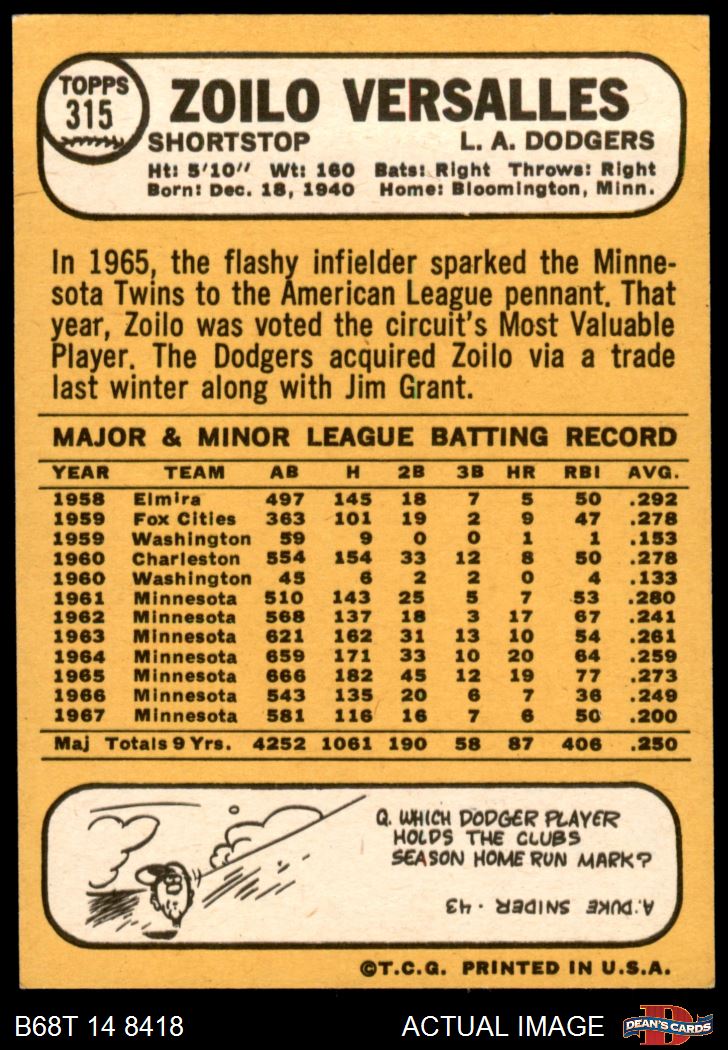 TOPPS
315
ZOILO VERSALLES
SHORTSTOP L. A. DODGERS
Ht: 5'10" Wt: 160 Bats: Right Throws: Right
Born: Dec. 18, 1940 Home: Bloomington, Minn.
In 1965, the flashy infielder sparked the Minne-
sota Twins to the American League pennant. That
year, Zoilo was voted the circuit's Most Valuable
Player. The Dodgers acquired Zoilo via a trade
last winter along with Jim Grant.
MAJOR & MINOR LEAGUE BATTING RECORD
YEAR TEAM AB H 2B 3B HR RBI AVG.
1958 Elmira 497 145 18 7 5 50 .292
1959 Fox Cities 363 101 19 2 9 47 .278
1959 Washington 59 9 0 0 1 1 .153
1960 Charleston 554 154 33 12 8 50 .278
1960 Washington 45 6 2 2 0 4 .133
1961 Minnesota 510 143 25 5 7 53 .280
1962 Minnesota 568 137 18 3 17 67 .241
1963 Minnesota 621 162 31 13 10 54 .261
1964 Minnesota 659 171 33 10 20 64 .259
1965 Minnesota 666 182 45 12 19 77 .273
1966 Minnesota 543 135 20 6 7 36 .249
1967 Minnesota 581 116 16 7 6 50 .200
Maj Totals 9 Yrs. 4252 1061 190 58 87 406 .250
Q. WHICH DODGER PLAYER
HOLDS THE CLUBS
SEASON HOME RUN MARK?
A. DUKE SNIDER - 43
©T.C.G. PRINTED IN U.S.A.
B68T 14 8418 ACTUAL IMAGE
D
DEAN'S CARDS